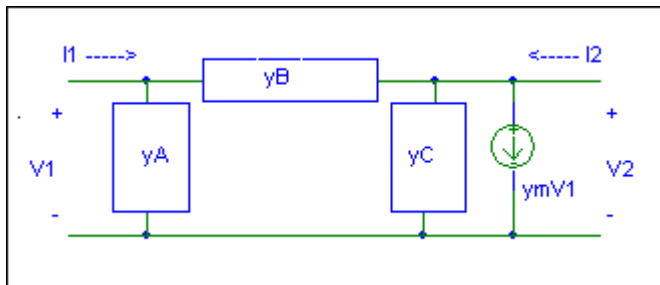 I1 ----->
<----- I2
yB
+
+
yA
yC
V1
V2
ymV1
-
-